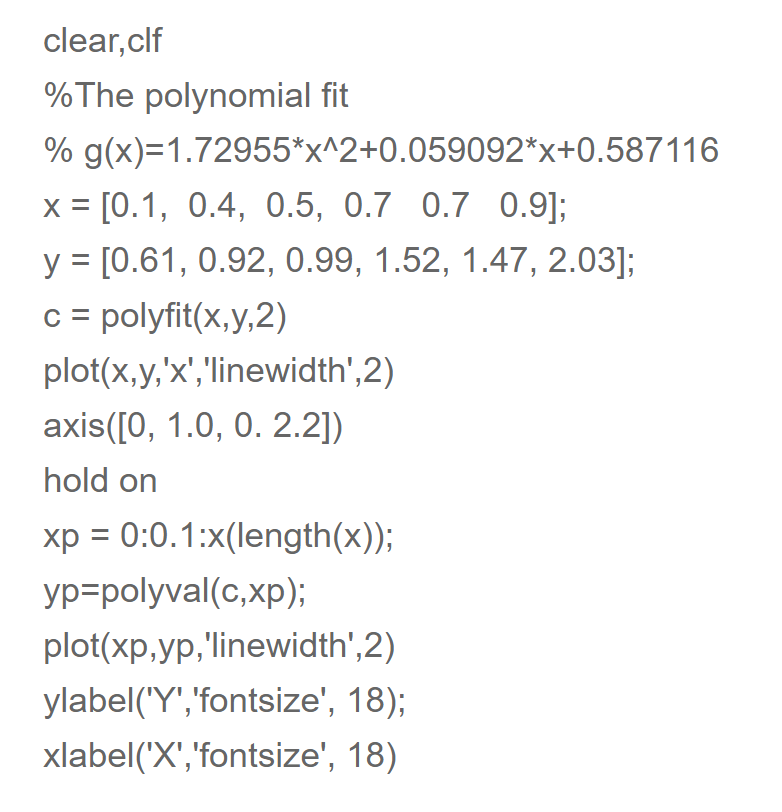 clear,clf
%The polynomial fit
% g(x)=1.72955*x^2+0.059092*x+0.587116
x = [0.1,  0.4,  0.5,  0.7   0.7   0.9];
y = [0.61, 0.92, 0.99, 1.52, 1.47, 2.03];
c = polyfit(x,y,2)
plot(x,y,'x','linewidth',2)
axis([0, 1.0, 0. 2.2])
hold on
xp = 0:0.1:x(length(x));
yp=polyval(c,xp);
plot(xp,yp,'linewidth',2)
ylabel('Y','fontsize', 18);
xlabel('X','fontsize', 18)